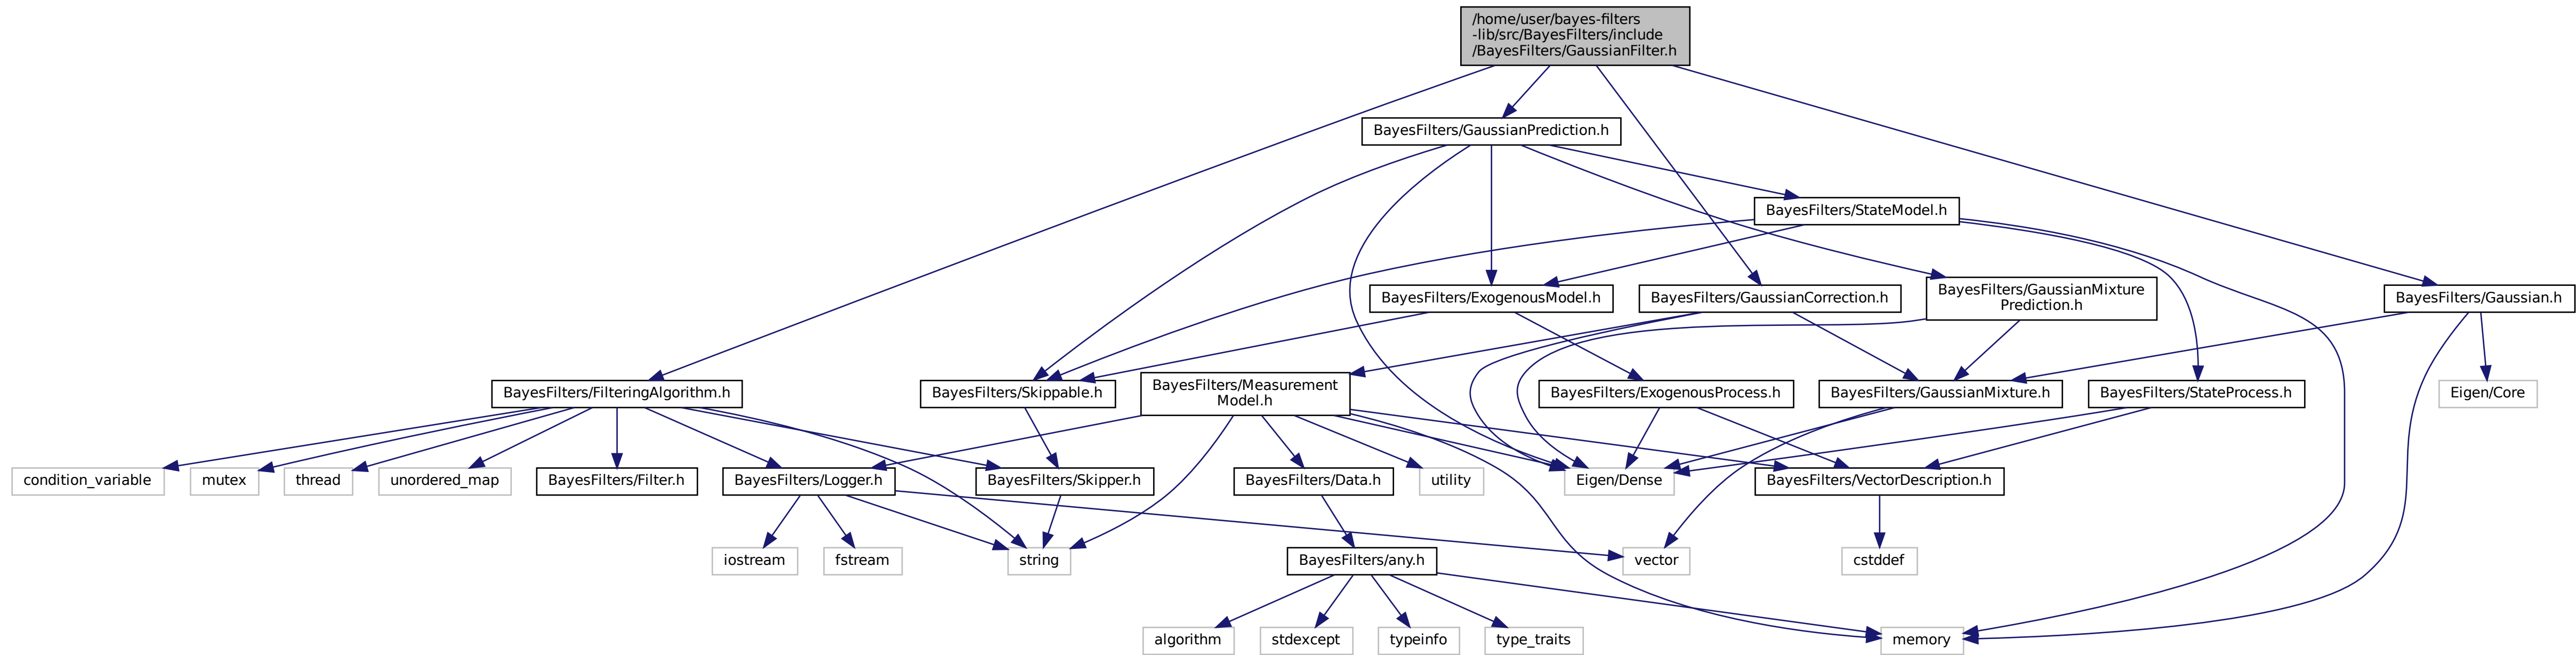 /home/user/bayes-filters
-lib/src/BayesFilters/include
/BayesFilters/GaussianFilter.h
BayesFilters/GaussianPrediction.h
BayesFilters/StateModel.h
BayesFilters/ExogenousModel.h
BayesFilters/GaussianCorrection.h
BayesFilters/GaussianMixture
Prediction.h
BayesFilters/Gaussian.h
BayesFilters/FilteringAlgorithm.h
BayesFilters/Skippable.h
BayesFilters/Measurement
Model.h
BayesFilters/ExogenousProcess.h
BayesFilters/GaussianMixture.h
BayesFilters/StateProcess.h
Eigen/Core
condition_variable
mutex
thread
unordered_map
BayesFilters/Filter.h
BayesFilters/Logger.h
BayesFilters/Skipper.h
BayesFilters/Data.h
utility
Eigen/Dense
BayesFilters/VectorDescription.h
iostream
fstream
string
BayesFilters/any.h
vector
cstddef
algorithm
stdexcept
typeinfo
type_traits
memory